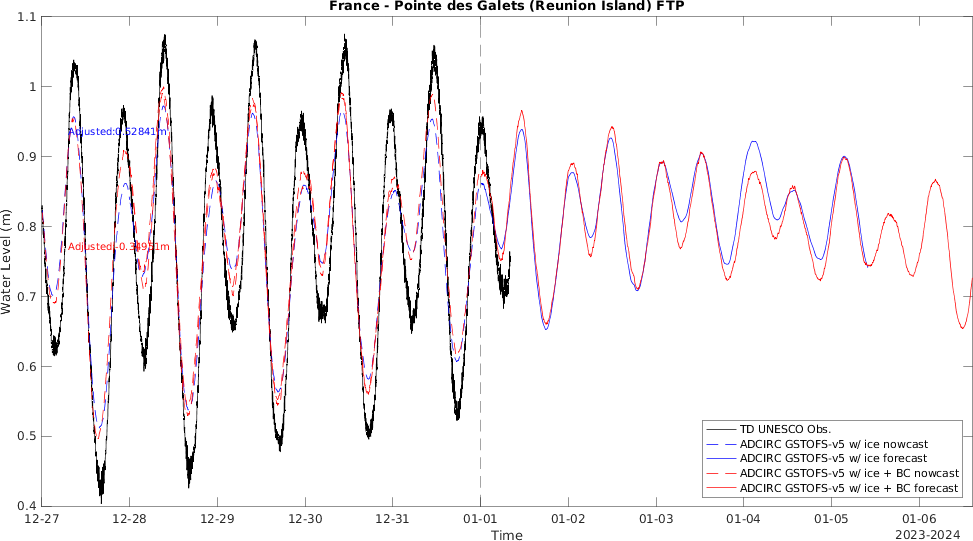 France - Pointe des Galets (Reunion Island) FTP
1.1
1
0.9
0.8
0.7
0.6
0.5
0.4
Water Level (m)
Adjusted:0.62841m
TD UNESCO Obs.
ADCIRC GSTOFS-v5 w/ ice nowcast
ADCIRC GSTOFS-v5 w/ ice forecast
ADCIRC GSTOFS-v5 w/ ice + BC nowcast
ADCIRC GSTOFS-v5 w/ ice + BC forecast
12-27
12-28
12-29
12-30
12-31
01-01
01-02
01-03
01-04
01-05
01-06
Time
2023-2024